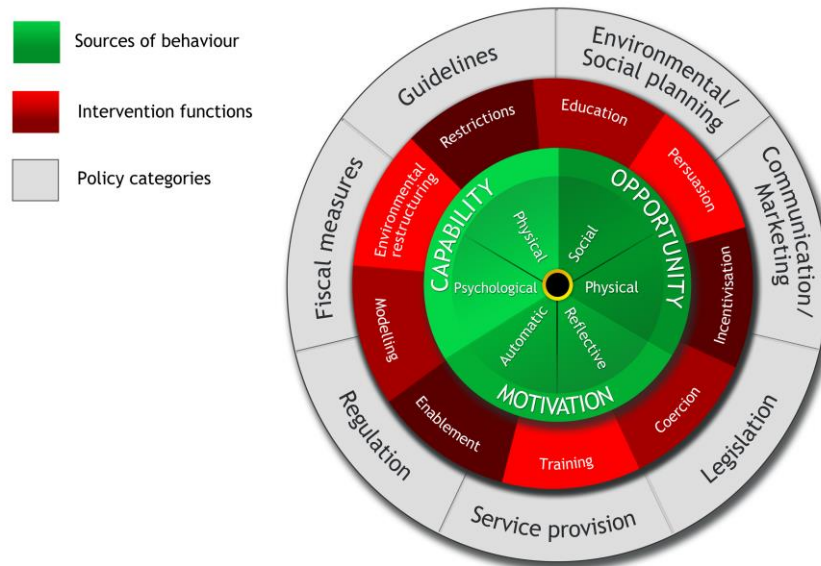 Sources of behaviour
Intervention functions
Policy categories
Guidelines
Environmental/
Social planning
Communication/
Marketing
Legislation
Service provision
Regulation
Fiscal measures
Restrictions
Education
Persuasion
Incentivisation
Coercion
Training
Enablement
Modelling
Environmental
restructuring
CAPABILITY
OPPORTUNITY
MOTIVATION
Physical
Social
Physical
Reflective
Automatic
Psychological